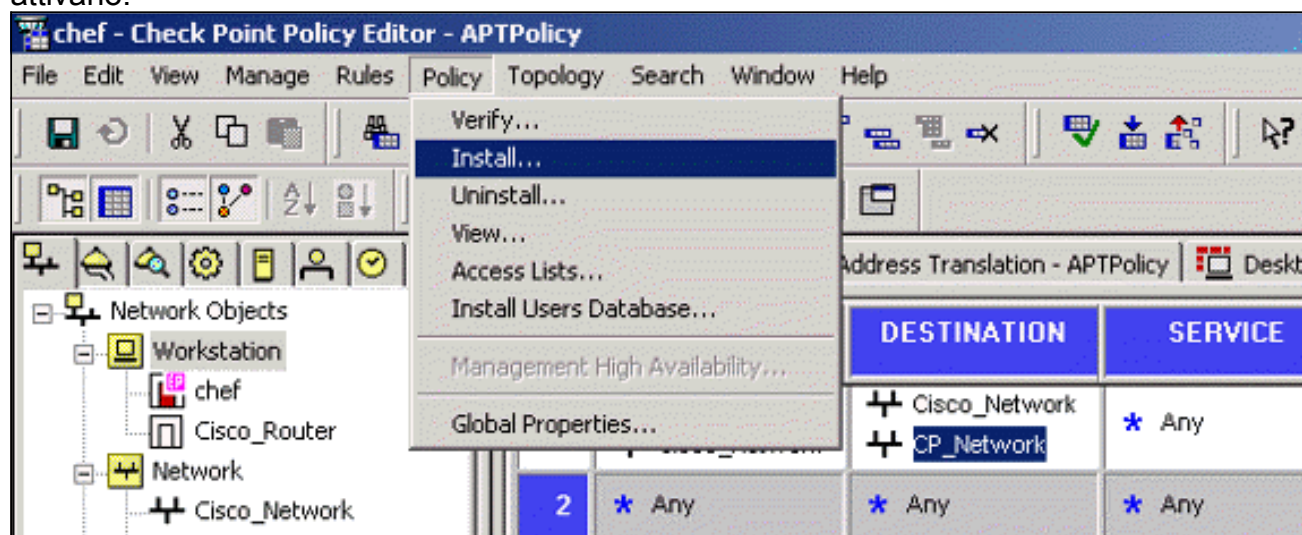 attivano.
chef - Check Point Policy Editor - APTPolicy
File Edit View Manage Rules Policy Topology Search Window Help
Verify...
Install...
Uninstall...
View...
Access Lists...
Install Users Database...
Management High Availability...
Global Properties...
Address Translation - APTPolicy
Network Objects
Workstation
chef
Cisco_Router
Network
Cisco_Network
DESTINATION SERVICE
Cisco_Network
CP_Network
* Any
2 * Any * Any * Any